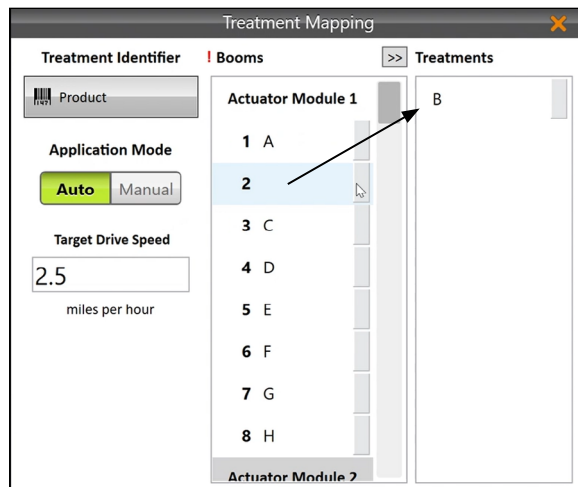 Treatment Mapping
Treatment Identifier
Product
Application Mode
Auto Manual
Target Drive Speed
2.5
miles per hour
! Booms
>>
Actuator Module 1
1 A
2
3 C
4 D
5 E
6 F
7 G
8 H
Actuator Module 2
Treatments
B